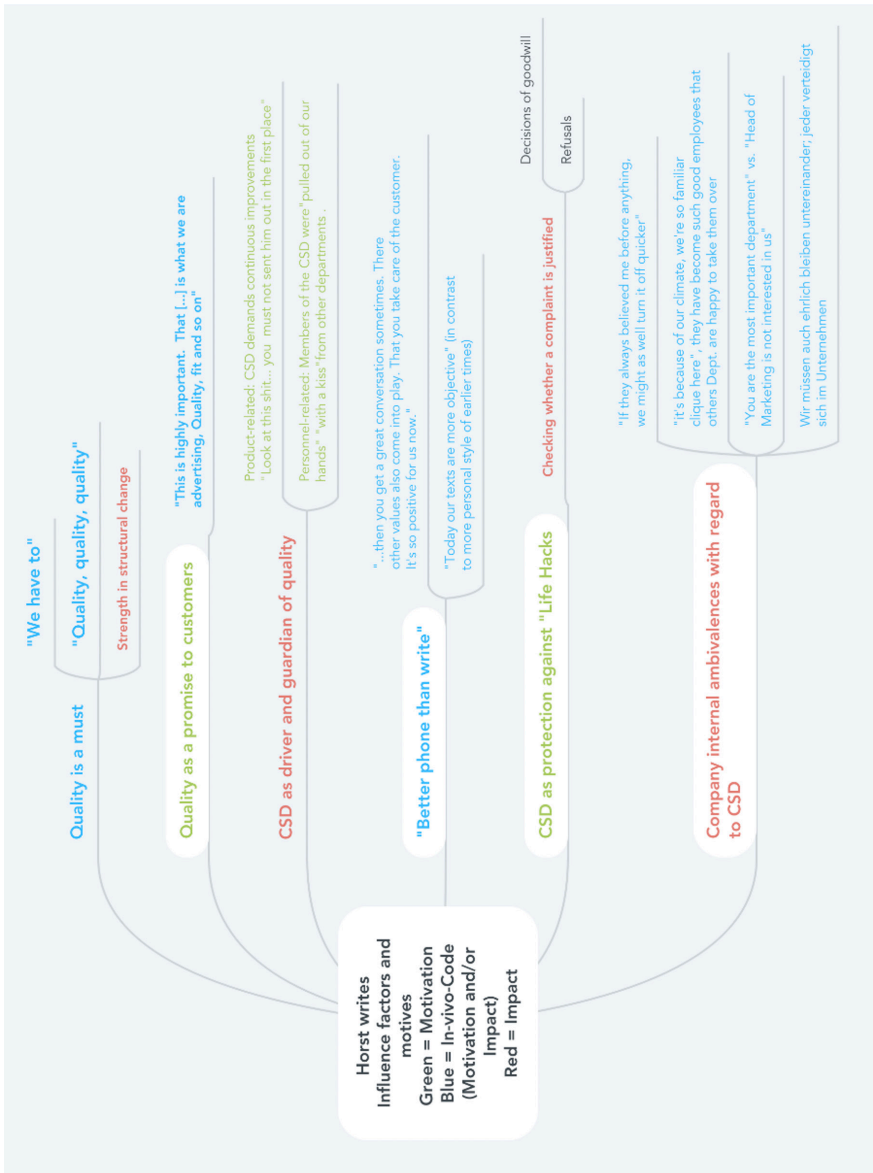 Horst writes
Influence factors and
motives
Green = Motivation
Blue = In-vivo-Code
(Motivation and/or
Impact)
Red = Impact
Quality is a must
"We have to"
"Quality, quality, quality"
Strength in structural change
Quality as a promise to customers
"This is highly important. That [...] is what we are
advertising, Quality, fit and so on"
CSD as driver and guardian of quality
Product-related: CSD demands continuous improvements
"Look at this shit... you must not sent him out in the first place"
Personnel-related: Members of the CSD were"pulled out of our
hands" "with a kiss"from other departments .
"Better phone than write"
"...then you get a great conversation sometimes. There
other values also come into play. That you take care of the customer.
It's so positive for us now."
"Today our texts are more objective" (in contrast
to more personal style of earlier times)
CSD as protection against "Life Hacks
Checking whether a complaint is justified
Decisions of goodwill
Refusals
Company internal ambivalences with regard
to CSD
"If they always believed me before anything,
we might as well turn it off quicker"
"it's because of our climate, we're so familiar
clique here", they have become such good employees that
others Dept. are happy to take them over
"You are the most important department" vs. "Head of
Marketing is not interested in us"
Wir müssen auch ehrlich bleiben untereinander; jeder verteidigt
sich im Unternehmen